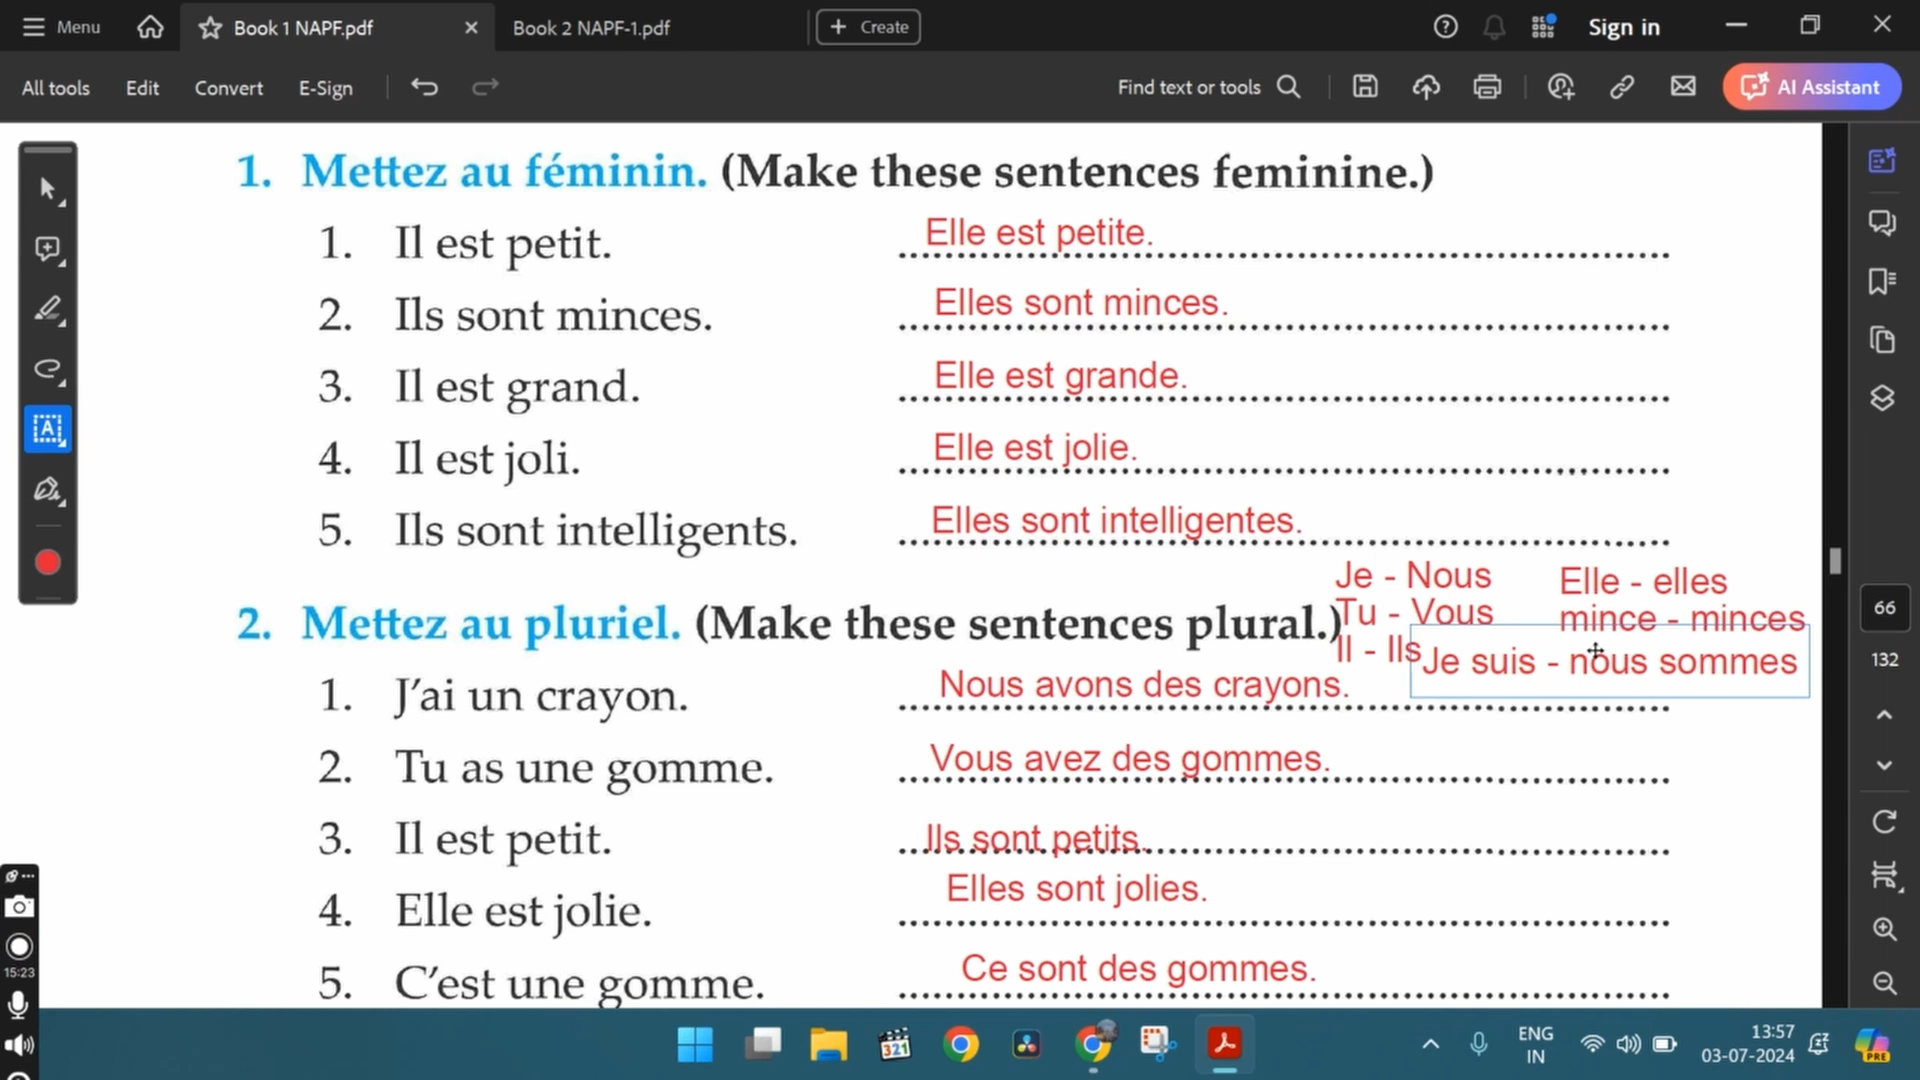 Menu
Book 1 NAPF.pdf
Book 2 NAPF-1.pdf
Create
Sign in
All tools
Edit
Convert
E-Sign
Find text or tools
AI Assistant
1. Mettez au féminin. (Make these sentences feminine.)
1. Il est petit. Elle est petite.
2. Ils sont minces. Elles sont minces.
3. Il est grand. Elle est grande.
4. Il est joli. Elle est jolie.
5. Ils sont intelligents. Elles sont intelligentes.
Je - Nous
Elle - elles
Tu - Vous
mince - minces
Il - Ils
Je suis - nous sommes
2. Mettez au pluriel. (Make these sentences plural.)
1. J'ai un crayon. Nous avons des crayons.
2. Tu as une gomme. Vous avez des gommes.
3. Il est petit. Ils sont petits.
4. Elle est jolie. Elles sont jolies.
5. C'est une gomme. Ce sont des gommes.
66
132
15:23
321
ENG
IN
13:57
03-07-2024
PRE